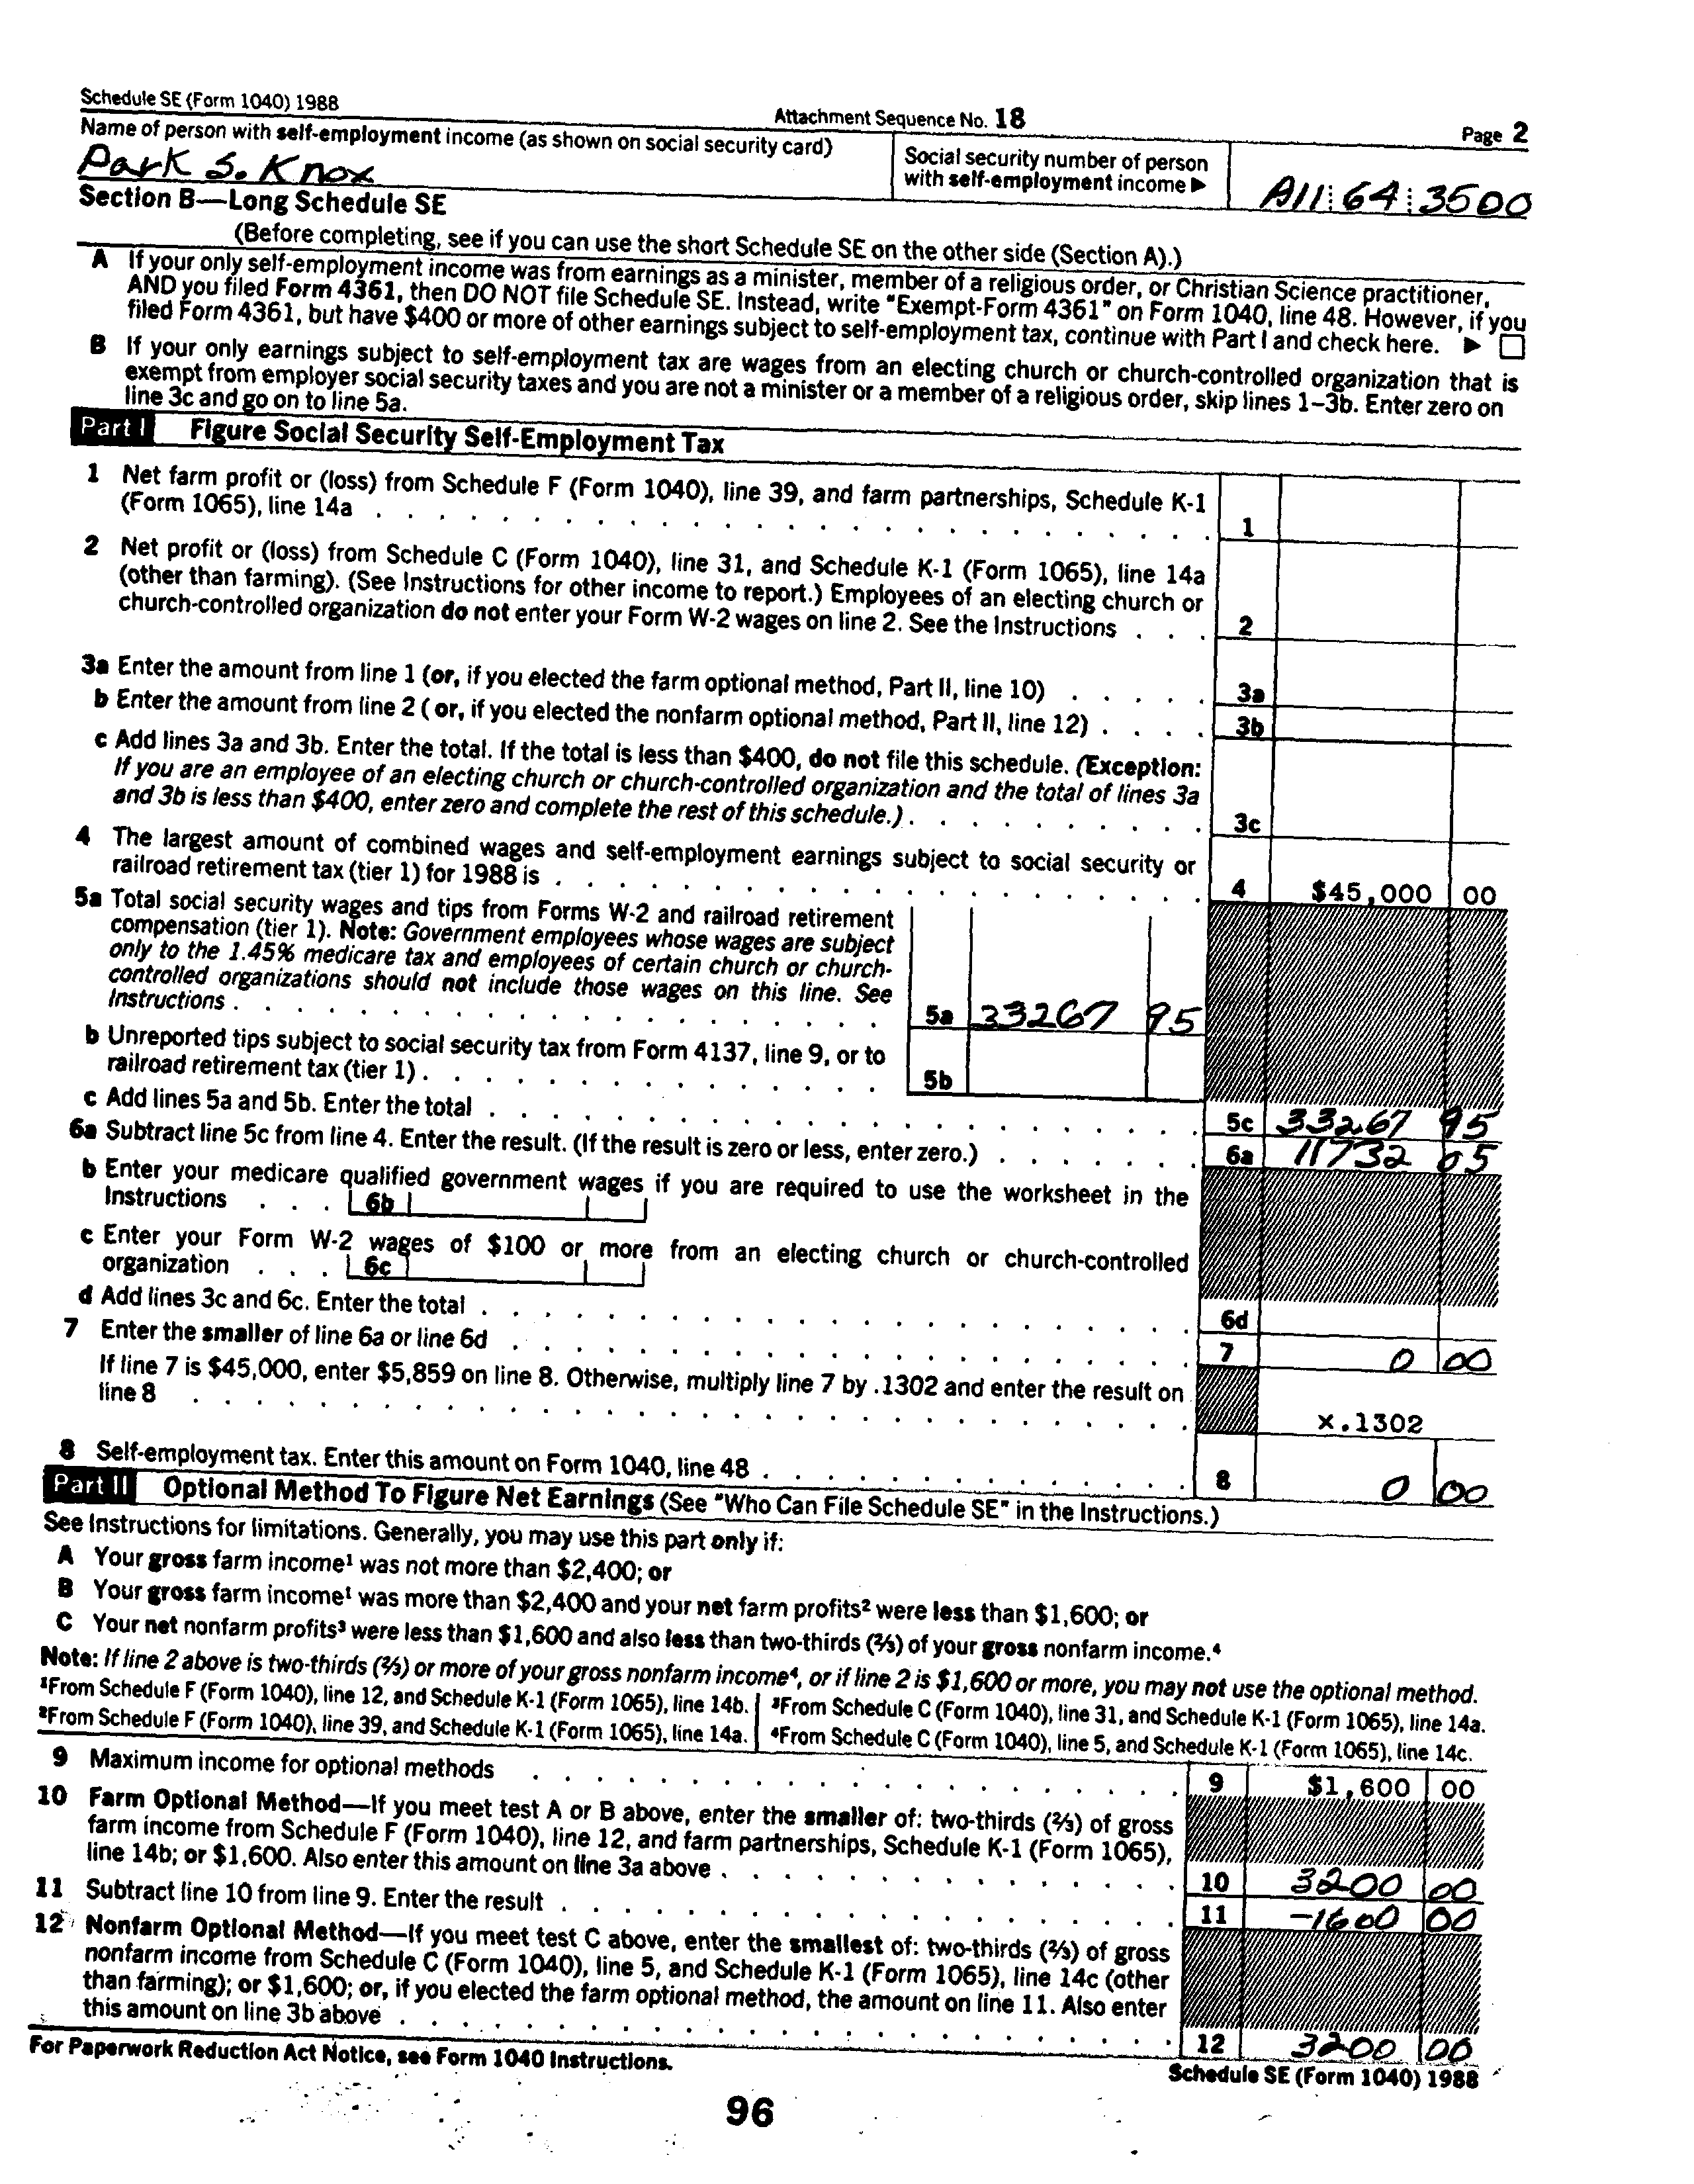 Schedule SE (Form 1040) 1988
Attachment Sequence No. 18
Page 2
Name of person with self-employment income (as shown on social security card)
Park S. Knox
Social security number of person
with self-employment income ▶
A11 64 3500
Section B—Long Schedule SE
(Before completing, see if you can use the short Schedule SE on the other side (Section A).)
A If your only self-employment income was from earnings as a minister, member of a religious order, or Christian Science practitioner,
AND you filed Form 4361, then DO NOT file Schedule SE. Instead, write "Exempt-Form 4361" on Form 1040, line 48. However, if you
filed Form 4361, but have $400 or more of other earnings subject to self-employment tax, continue with Part I and check here. ▶ ☐
B If your only earnings subject to self-employment tax are wages from an electing church or church-controlled organization that is
exempt from employer social security taxes and you are not a minister or a member of a religious order, skip lines 1–3b. Enter zero on
line 3c and go on to line 5a.
Part I Figure Social Security Self-Employment Tax
1 Net farm profit or (loss) from Schedule F (Form 1040), line 39, and farm partnerships, Schedule K-1
(Form 1065), line 14a . . . . 1
2 Net profit or (loss) from Schedule C (Form 1040), line 31, and Schedule K-1 (Form 1065), line 14a
(other than farming). (See Instructions for other income to report.) Employees of an electing church or
church-controlled organization do not enter your Form W-2 wages on line 2. See the Instructions . . . 2
3a Enter the amount from line 1 (or, if you elected the farm optional method, Part II, line 10) . . . . . 3a
b Enter the amount from line 2 (or, if you elected the nonfarm optional method, Part II, line 12) . . . . 3b
c Add lines 3a and 3b. Enter the total. If the total is less than $400, do not file this schedule. (Exception:
If you are an employee of an electing church or church-controlled organization and the total of lines 3a
and 3b is less than $400, enter zero and complete the rest of this schedule.) . . . . 3c
4 The largest amount of combined wages and self-employment earnings subject to social security or
railroad retirement tax (tier 1) for 1988 is . . . . 4 $45,000 00
5a Total social security wages and tips from Forms W-2 and railroad retirement
compensation (tier 1). Note: Government employees whose wages are subject
only to the 1.45% medicare tax and employees of certain church or church-
controlled organizations should not include those wages on this line. See
Instructions . . . . 5a 33267 95
b Unreported tips subject to social security tax from Form 4137, line 9, or to
railroad retirement tax (tier 1) . . . . 5b
c Add lines 5a and 5b. Enter the total . . . . 5c 33267 95
6a Subtract line 5c from line 4. Enter the result. (If the result is zero or less, enter zero.) . . . . 6a 11732 05
b Enter your medicare qualified government wages if you are required to use the worksheet in the
Instructions . . . 6b
c Enter your Form W-2 wages of $100 or more from an electing church or church-controlled
organization . . . 6c
d Add lines 3c and 6c. Enter the total . . . . 6d
7 Enter the smaller of line 6a or line 6d . . . . 7 0 00
If line 7 is $45,000, enter $5,859 on line 8. Otherwise, multiply line 7 by .1302 and enter the result on
line 8 . . . . x.1302
8 Self-employment tax. Enter this amount on Form 1040, line 48 . . . . 8 0 00
Part II Optional Method To Figure Net Earnings (See "Who Can File Schedule SE" in the Instructions.)
See Instructions for limitations. Generally, you may use this part only if:
A Your gross farm income¹ was not more than $2,400; or
B Your gross farm income¹ was more than $2,400 and your net farm profits² were less than $1,600; or
C Your net nonfarm profits³ were less than $1,600 and also less than two-thirds (⅔) of your gross nonfarm income.⁴
Note: If line 2 above is two-thirds (⅔) or more of your gross nonfarm income⁴, or if line 2 is $1,600 or more, you may not use the optional method.
¹From Schedule F (Form 1040), line 12, and Schedule K-1 (Form 1065), line 14b.
²From Schedule F (Form 1040), line 39, and Schedule K-1 (Form 1065), line 14a.
³From Schedule C (Form 1040), line 31, and Schedule K-1 (Form 1065), line 14a.
⁴From Schedule C (Form 1040), line 5, and Schedule K-1 (Form 1065), line 14c.
9 Maximum income for optional methods . . . . 9 $1,600 00
10 Farm Optional Method—If you meet test A or B above, enter the smaller of: two-thirds (⅔) of gross
farm income from Schedule F (Form 1040), line 12, and farm partnerships, Schedule K-1 (Form 1065),
line 14b; or $1,600. Also enter this amount on line 3a above . . . . 10 3200 00
11 Subtract line 10 from line 9. Enter the result . . . . 11 -1600 00
12 Nonfarm Optional Method—If you meet test C above, enter the smallest of: two-thirds (⅔) of gross
nonfarm income from Schedule C (Form 1040), line 5, and Schedule K-1 (Form 1065), line 14c (other
than farming); or $1,600; or, if you elected the farm optional method, the amount on line 11. Also enter
this amount on line 3b above . . . . 12 3200 00
For Paperwork Reduction Act Notice, see Form 1040 Instructions.
Schedule SE (Form 1040) 1988
96